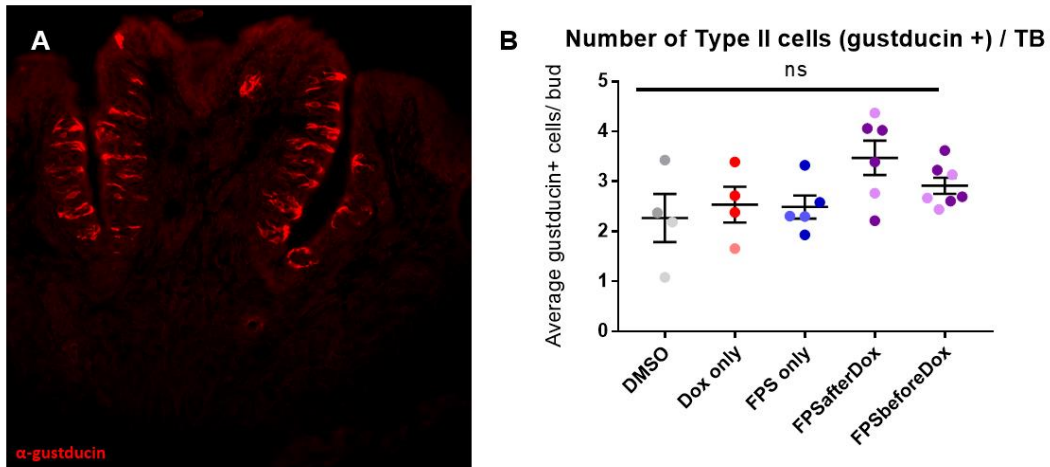 A
α-gustducin
B
Number of Type II cells (gustducin +) / TB
ns
Average gustducin+ cells/ bud
5
4
3
2
1
0
DMSO
Dox only
FPS only
FPSafterDox
FPSbeforeDox